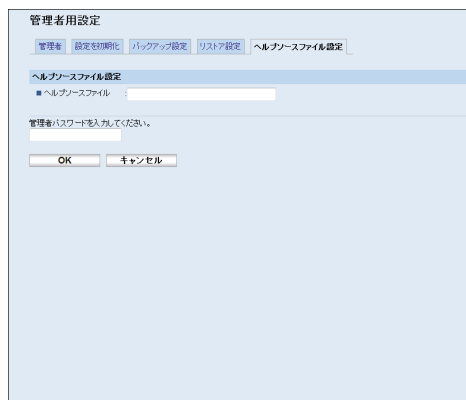 管理者用設定
管理者 設定を初期化 バックアップ設定 リストア設定 ヘルプソースファイル設定
ヘルプソースファイル設定
■ ヘルプソースファイル :
管理者パスワードを入力してください。
OK キャンセル